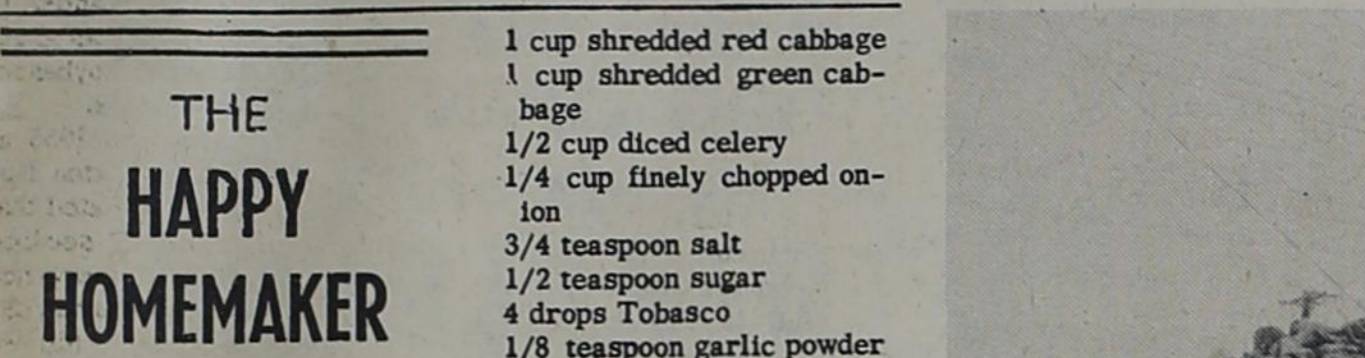 THE
HAPPY
HOMEMAKER
1 cup shredded red cabbage
1 cup shredded green cab-
bage
1/2 cup diced celery
1/4 cup finely chopped on-
ion
3/4 teaspoon salt
1/2 teaspoon sugar
4 drops Tobasco
1/8 teaspoon garlic powder